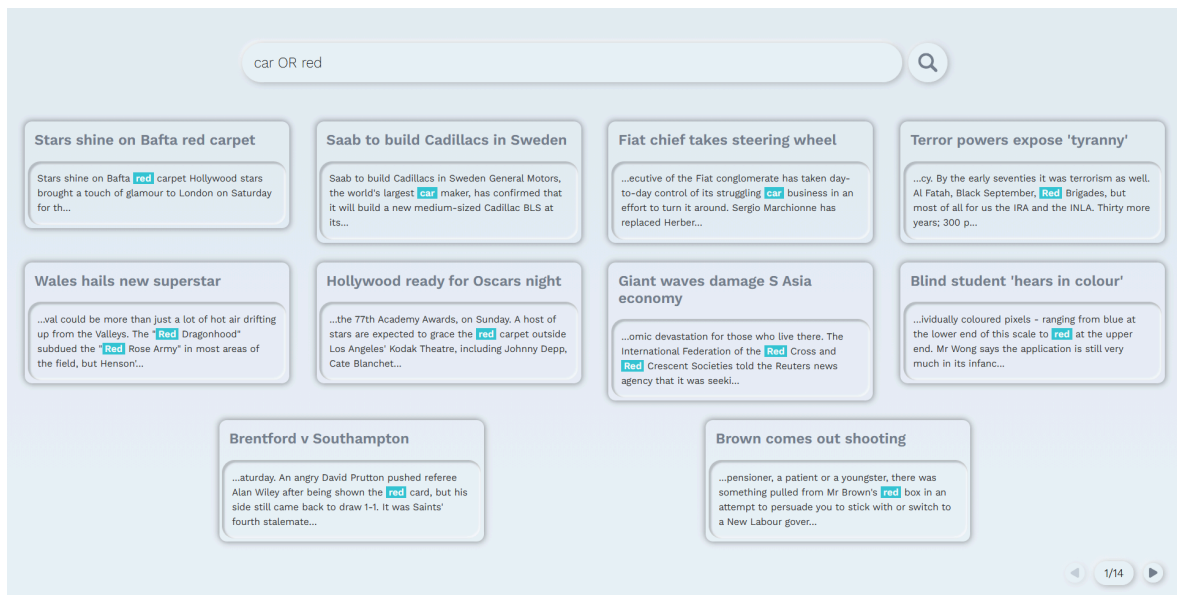 car OR red
Stars shine on Bafta red carpet
Stars shine on Bafta red carpet Hollywood stars
brought a touch of glamour to London on Saturday
for th...
Saab to build Cadillacs in Sweden
Saab to build Cadillacs in Sweden General Motors,
the world's largest car maker, has confirmed that
it will build a new medium-sized Cadillac BLS at
its...
Fiat chief takes steering wheel
...ecutive of the Fiat conglomerate has taken day-
to-day control of its struggling car business in an
effort to turn it around. Sergio Marchionne has
replaced Herber...
Terror powers expose 'tyranny'
...cy. By the early seventies it was terrorism as well.
Al Fatah, Black September, Red Brigades, but
most of all for us the IRA and the INLA. Thirty more
years; 300 p...
Wales hails new superstar
...val could be more than just a lot of hot air drifting
up from the Valleys. The "Red Dragonhood"
subdued the "Red Rose Army" in most areas of
the field, but Henson'...
Hollywood ready for Oscars night
...the 77th Academy Awards, on Sunday. A host of
stars are expected to grace the red carpet outside
Los Angeles' Kodak Theatre, including Johnny Depp,
Cate Blanchet...
Giant waves damage S Asia
economy
...omic devastation for those who live there. The
International Federation of the Red Cross and
Red Crescent Societies told the Reuters news
agency that it was seeki...
Blind student 'hears in colour'
...ividually coloured pixels - ranging from blue at
the lower end of this scale to red at the upper
end. Mr Wong says the application is still very
much in its infanc...
Brentford v Southampton
...aturday. An angry David Prutton pushed referee
Alan Wiley after being shown the red card, but his
side still came back to draw 1-1. It was Saints'
fourth stalemate...
Brown comes out shooting
...pensioner, a patient or a youngster, there was
something pulled from Mr Brown's red box in an
attempt to persuade you to stick with or switch to
a New Labour gover...
1/14